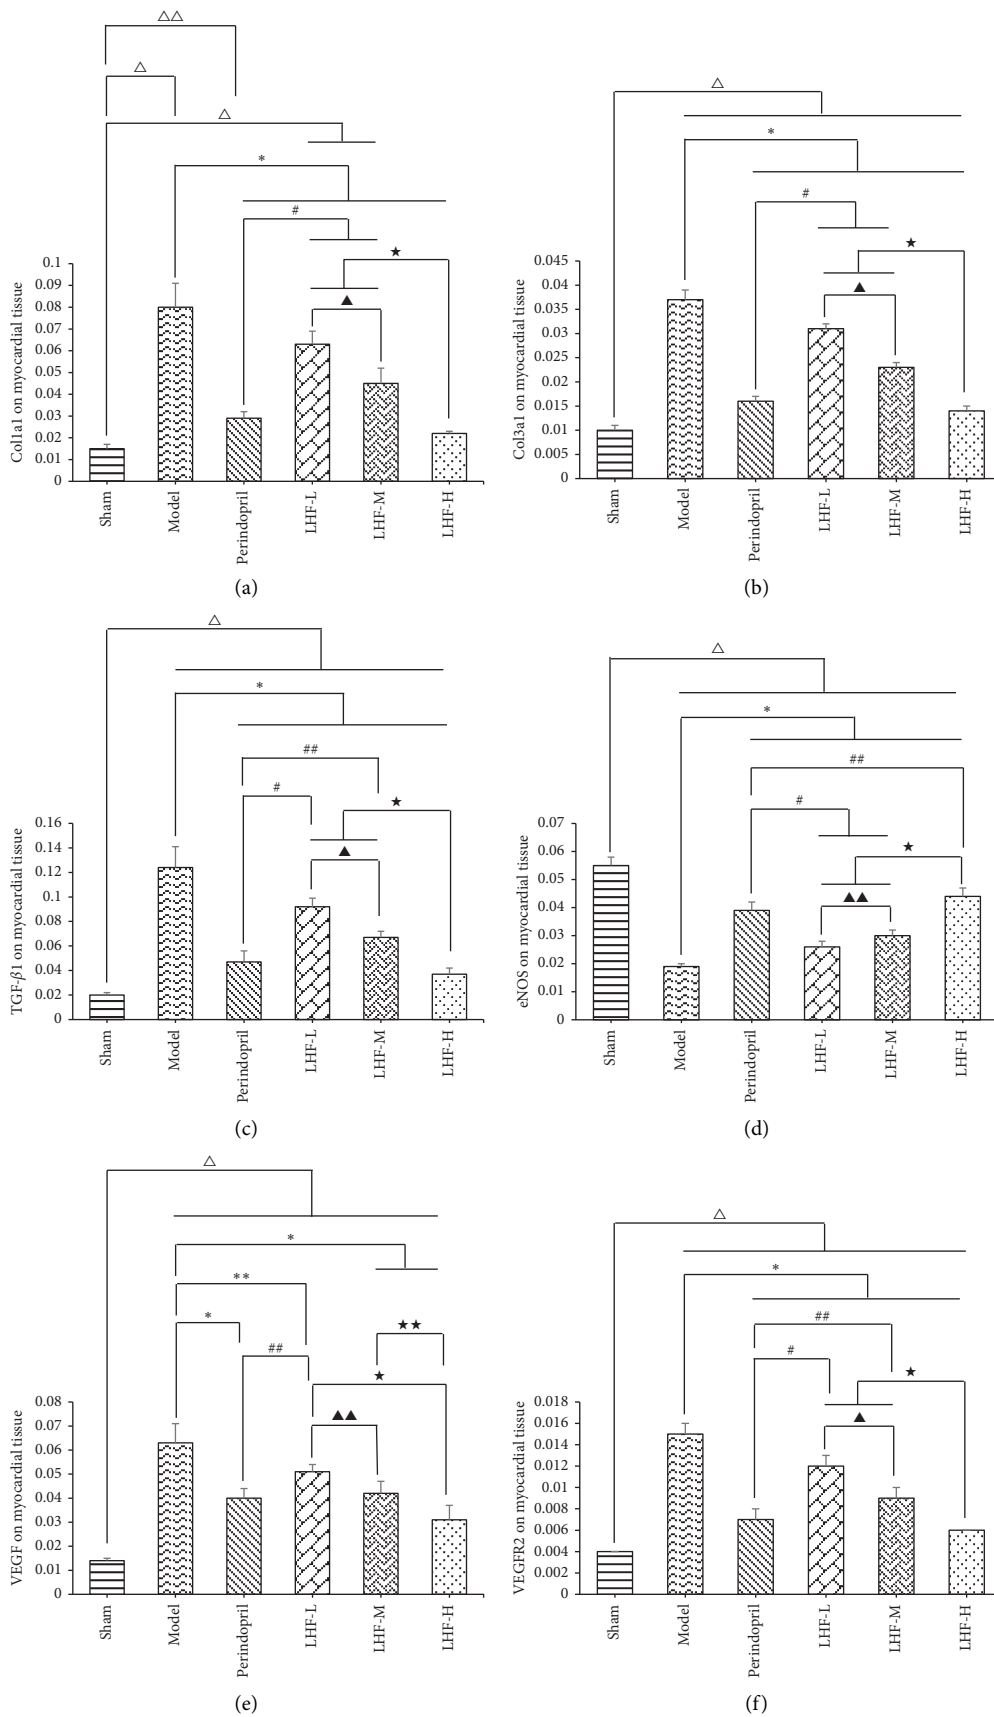 △△
△
△
*
#
★
▲
0.1
0.09
0.08
0.07
0.06
0.05
0.04
0.03
0.02
0.01
0
Col1a1 on myocardial tissue
Sham
Model
Perindopril
LHF-L
LHF-M
LHF-H
(a)
△
*
#
★
▲
0.045
0.04
0.035
0.03
0.025
0.02
0.015
0.01
0.005
0
Col3a1 on myocardial tissue
Sham
Model
Perindopril
LHF-L
LHF-M
LHF-H
(b)
△
*
##
#
★
▲
0.16
0.14
0.12
0.1
0.08
0.06
0.04
0.02
0
TGF-β1 on myocardial tissue
Sham
Model
Perindopril
LHF-L
LHF-M
LHF-H
(c)
△
*
##
#
★
▲▲
0.07
0.06
0.05
0.04
0.03
0.02
0.01
0
eNOS on myocardial tissue
Sham
Model
Perindopril
LHF-L
LHF-M
LHF-H
(d)
△
*
**
*
★★
##
★
▲▲
0.08
0.07
0.06
0.05
0.04
0.03
0.02
0.01
0
VEGF on myocardial tissue
Sham
Model
Perindopril
LHF-L
LHF-M
LHF-H
(e)
△
*
##
#
★
▲
0.018
0.016
0.014
0.012
0.01
0.008
0.006
0.004
0.002
0
VEGFR2 on myocardial tissue
Sham
Model
Perindopril
LHF-L
LHF-M
LHF-H
(f)